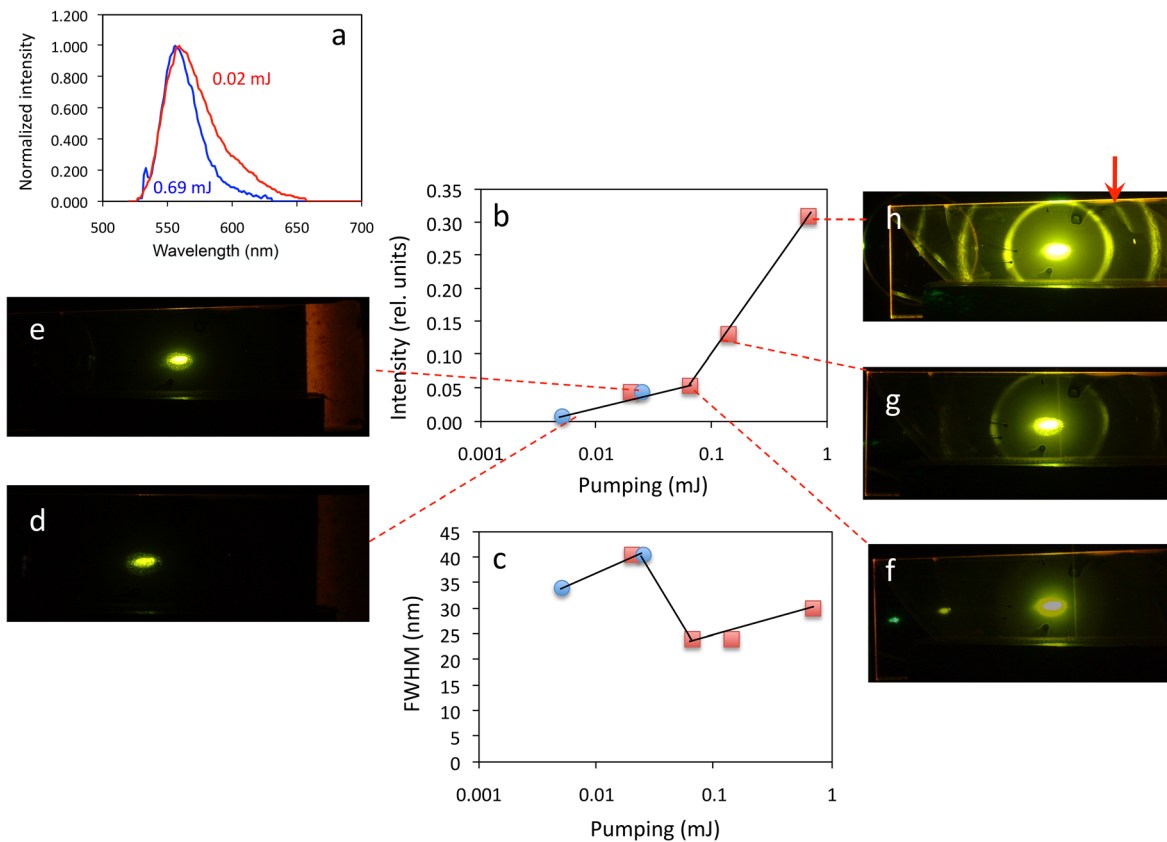 a
1.200
1.000
0.800
0.600
0.400
0.200
0.000
Normalized intensity
0.02 mJ
0.69 mJ
500 550 600 650 700
Wavelength (nm)
b
0.35
0.30
0.25
0.20
0.15
0.10
0.05
0.00
Intensity (rel. units)
0.001 0.01 0.1 1
Pumping (mJ)
h
e
g
d
c
45
40
35
30
25
20
15
10
5
0
FWHM (nm)
0.001 0.01 0.1 1
Pumping (mJ)
f